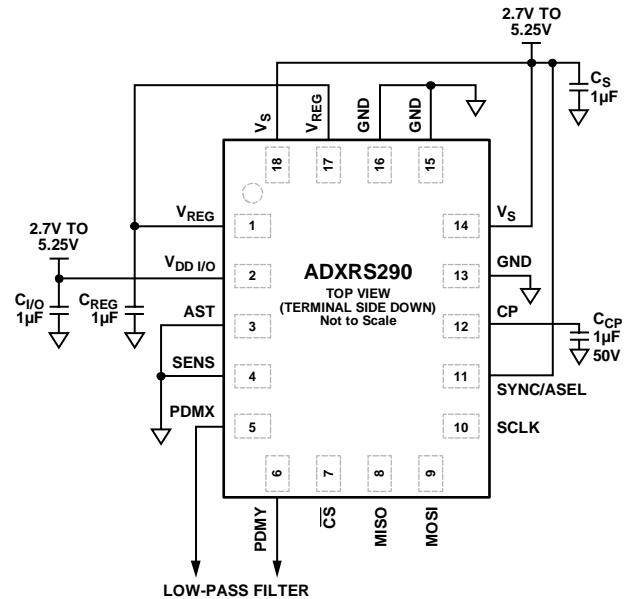 2.7V TO
5.25V
CS
1µF
VS
VREG
GND
GND
18
17
16
15
VREG
1
14
VS
2.7V TO
5.25V
VDD I/O
2
ADXRS290
TOP VIEW
(TERMINAL SIDE DOWN)
Not to Scale
13
GND
CI/O
1µF
CREG
1µF
AST
3
12
CP
CCP
1µF
50V
SENS
4
11
SYNC/ASEL
PDMX
5
10
SCLK
6
7
8
9
PDMY
CS
MISO
MOSI
LOW-PASS FILTER